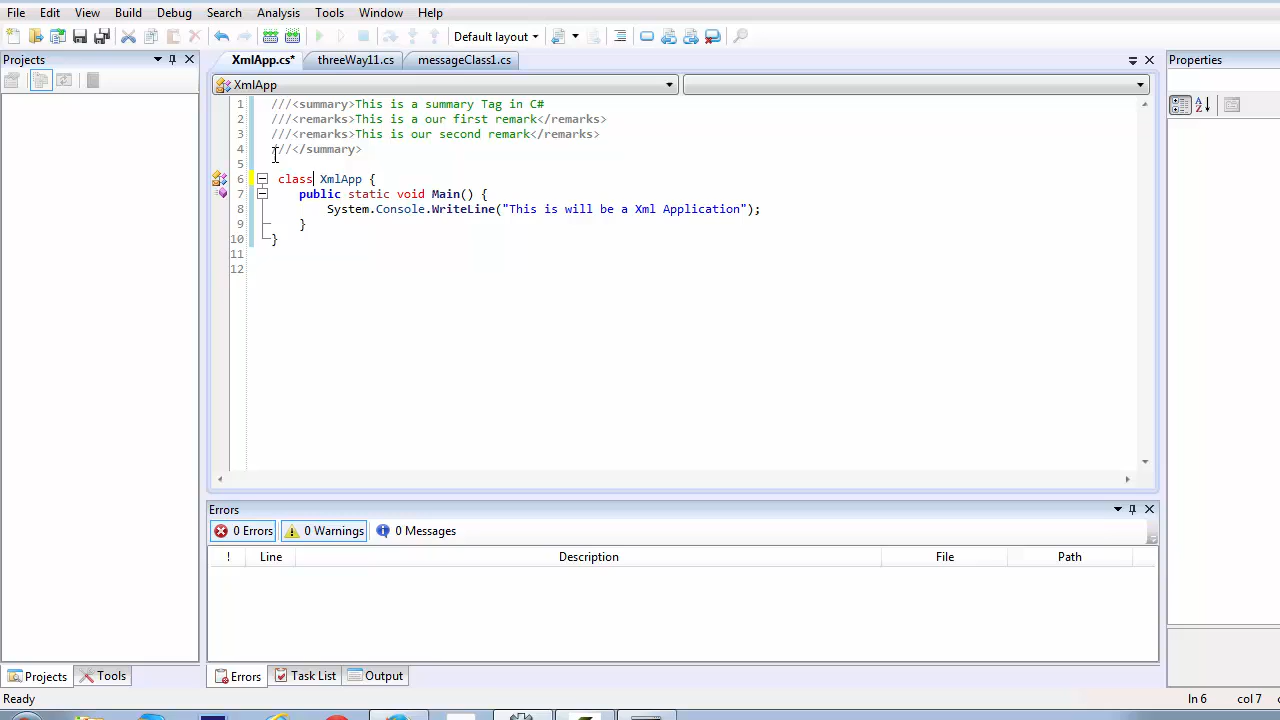 File Edit View Build Debug Search Analysis Tools Window Help
Default layout
Projects
XmlApp.cs* threeWay11.cs messageClass1.cs
Properties
XmlApp
1 ///<summary>This is a summary Tag in C#
2 ///<remarks>This is a our first remark</remarks>
3 ///<remarks>This is our second remark</remarks>
4 ///</summary>
5
6 class XmlApp {
7 public static void Main() {
8 System.Console.WriteLine("This is will be a Xml Application");
9 }
10 }
11
12
Errors
0 Errors 0 Warnings 0 Messages
! Line Description File Path
Projects Tools
Errors Task List Output
Ready
ln 6 col 7